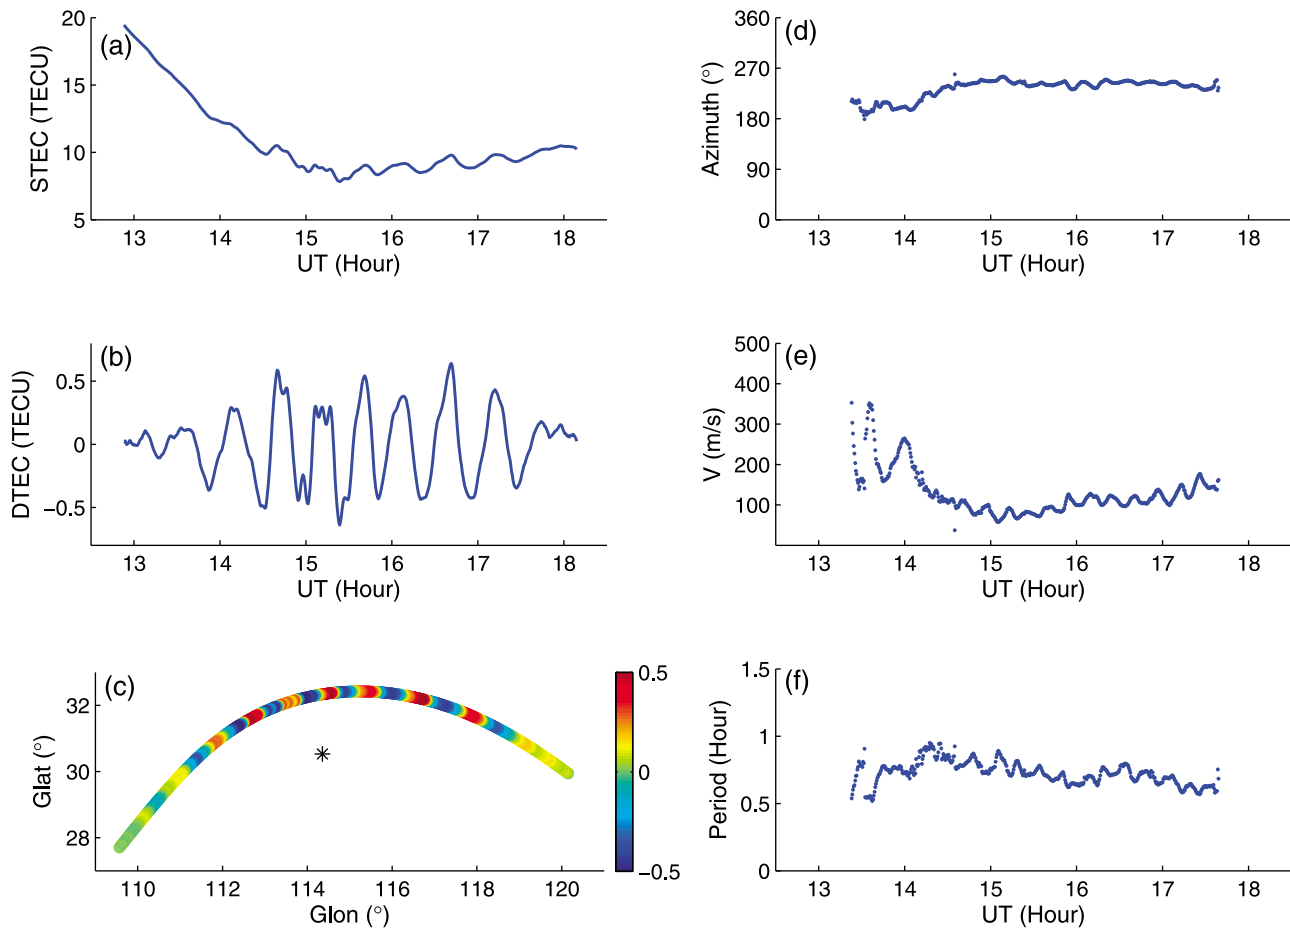 (a)
STEC (TECU)
20
15
10
5
13 14 15 16 17 18
UT (Hour)
(b)
DTEC (TECU)
0.5
0
−0.5
13 14 15 16 17 18
UT (Hour)
(c)
Glat (°)
32
30
28
110 112 114 116 118 120
Glon (°)
0.5
0
−0.5
(d)
Azimuth (°)
360
270
180
90
0
13 14 15 16 17 18
UT (Hour)
(e)
V (m/s)
500
400
300
200
100
13 14 15 16 17 18
UT (Hour)
(f)
Period (Hour)
1.5
1
0.5
0
13 14 15 16 17 18
UT (Hour)